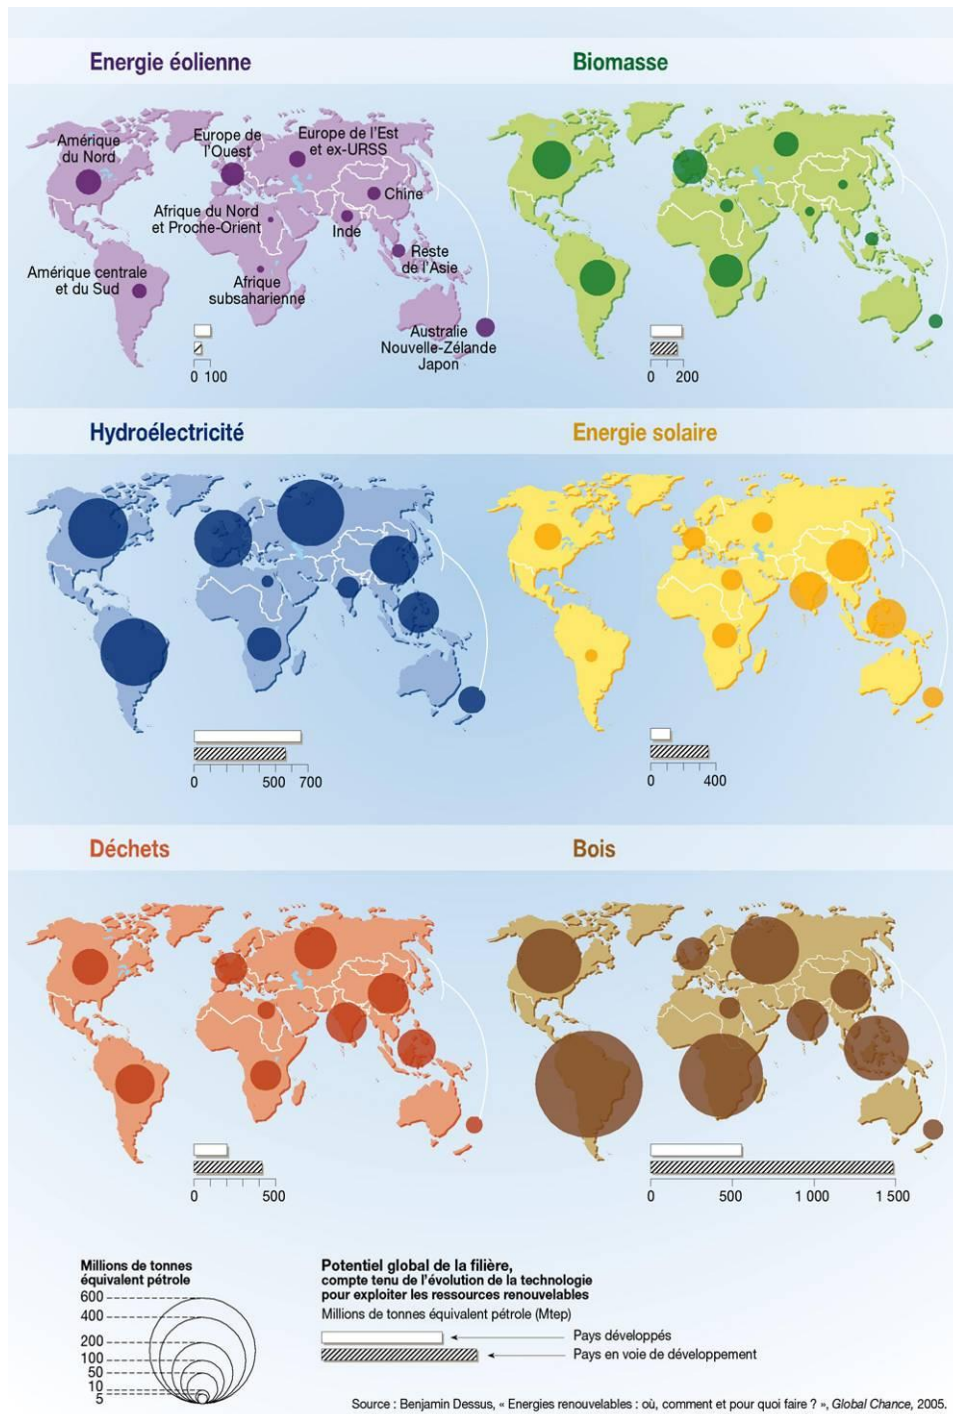 Energie éolienne
Biomasse
Amérique
du Nord
Europe de
l'Ouest
Europe de l'Est
et ex-URSS
Chine
Afrique du Nord
et Proche-Orient
Inde
Reste
de l'Asie
Amérique centrale
et du Sud
Afrique
subsaharienne
Australie
Nouvelle-Zélande
Japon
0 100
0 200
Hydroélectricité
Energie solaire
0 500 700
0 400
Déchets
Bois
0 500
0 500 1 000 1 500
Millions de tonnes
équivalent pétrole
600
400
200
100
50
10
5
Potentiel global de la filière,
compte tenu de l'évolution de la technologie
pour exploiter les ressources renouvelables
Millions de tonnes équivalent pétrole (Mtep)
Pays développés
Pays en voie de développement
Source : Benjamin Dessus, « Energies renouvelables : où, comment et pour quoi faire ? », Global Chance, 2005.